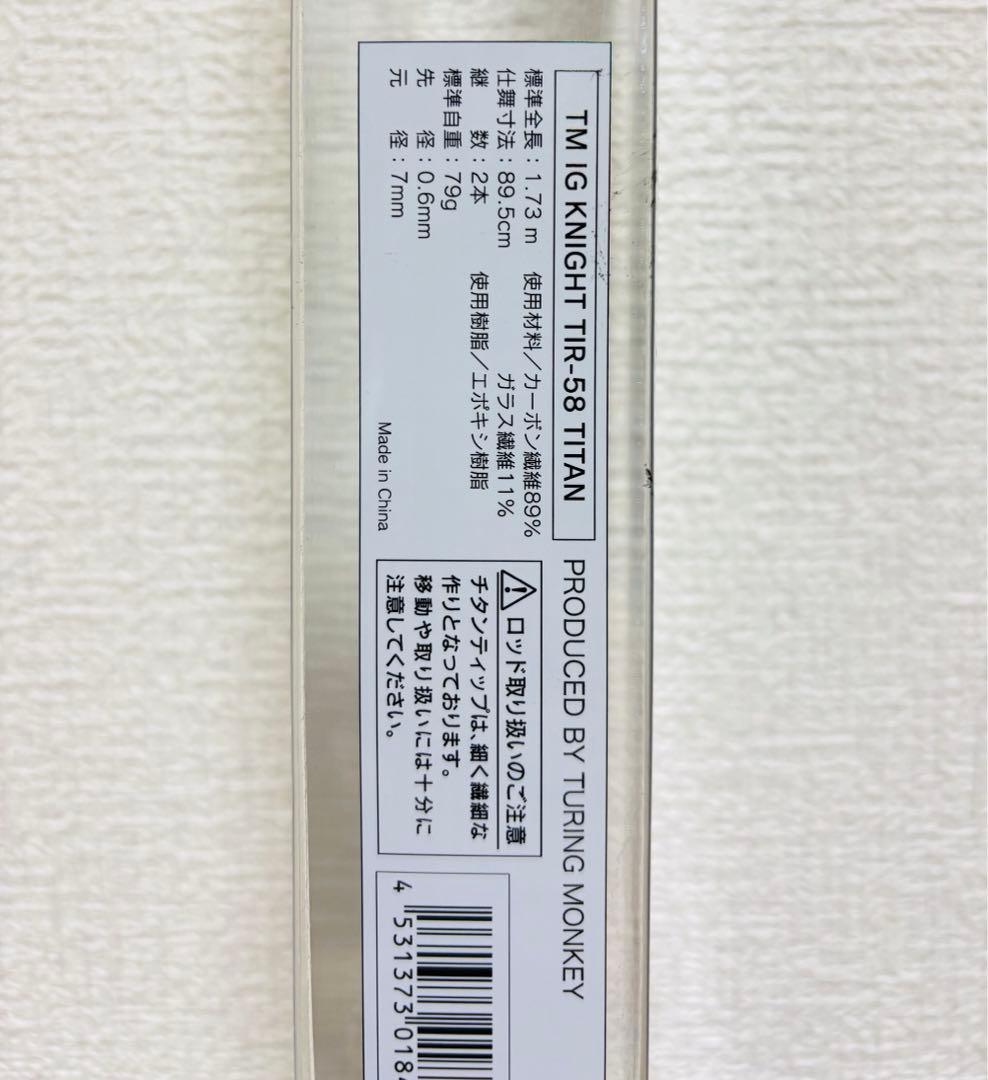 TM IG KNIGHT TIR-58 TITAN
PRODUCED BY TURING MONKEY
標準全長：1.73 m
仕舞寸法：89.5cm
継 数：2本
標準自重：79g
先 径：0.6mm
元 径：7mm
使用材料／カーボン繊維89%
ガラス繊維11%
使用樹脂／エポキシ樹脂
Made in China
ロッド取り扱いのご注意
チタンティップは、細く繊細な
作りとなっております。
移動や取り扱いには十分に
注意してください。
4 531373 0184